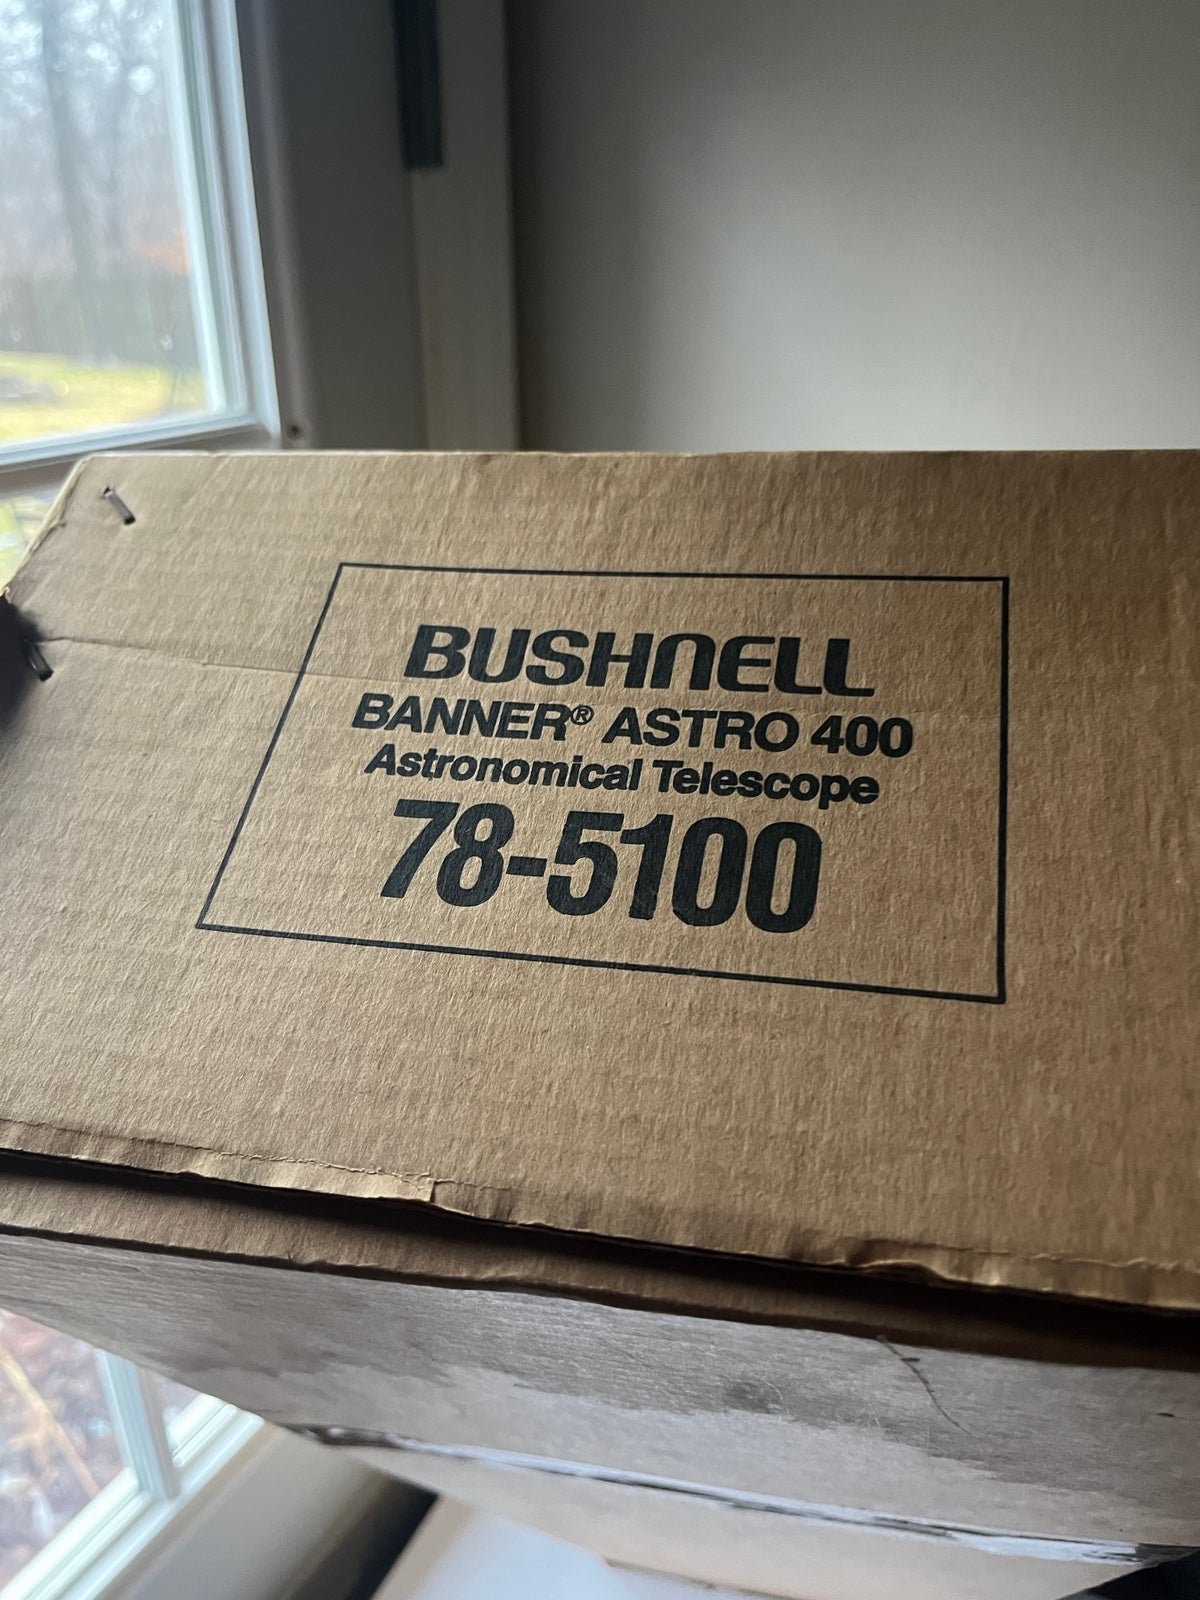 BUSHNELL
BANNER® ASTRO 400
Astronomical Telescope
78-5100